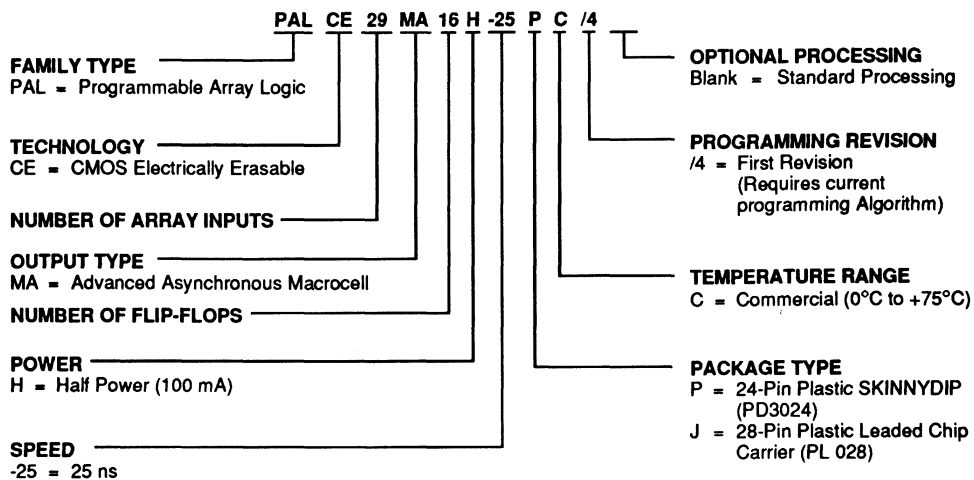 PAL CE 29 MA 16 H -25 P C /4
FAMILY TYPE
PAL = Programmable Array Logic
TECHNOLOGY
CE = CMOS Electrically Erasable
NUMBER OF ARRAY INPUTS
OUTPUT TYPE
MA = Advanced Asynchronous Macrocell
NUMBER OF FLIP-FLOPS
POWER
H = Half Power (100 mA)
SPEED
-25 = 25 ns
OPTIONAL PROCESSING
Blank = Standard Processing
PROGRAMMING REVISION
/4 = First Revision
(Requires current
programming Algorithm)
TEMPERATURE RANGE
C = Commercial (0°C to +75°C)
PACKAGE TYPE
P = 24-Pin Plastic SKINNYDIP
(PD3024)
J = 28-Pin Plastic Leaded Chip
Carrier (PL 028)